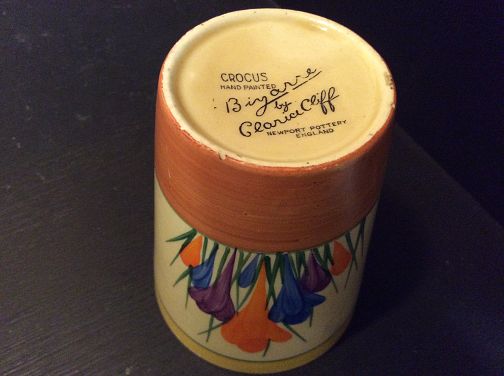 CROCUS
HAND PAINTED
Bizarre
by
Clarice Cliff
NEWPORT POTTERY
ENGLAND